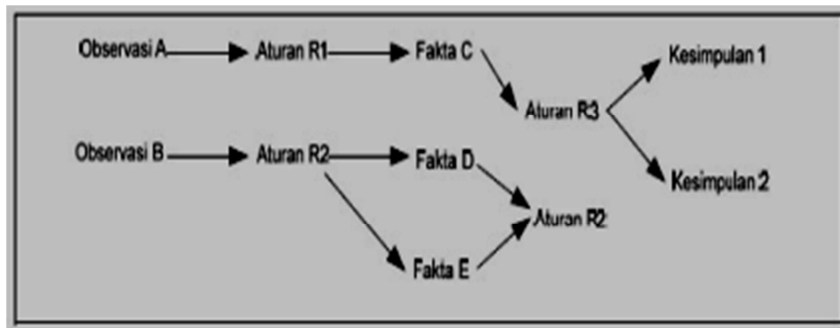 Observasi A Aturan R1 Fakta C Kesimpulan 1
Aturan R3
Observasi B Aturan R2 Fakta D Kesimpulan 2
Aturan R2
Fakta E